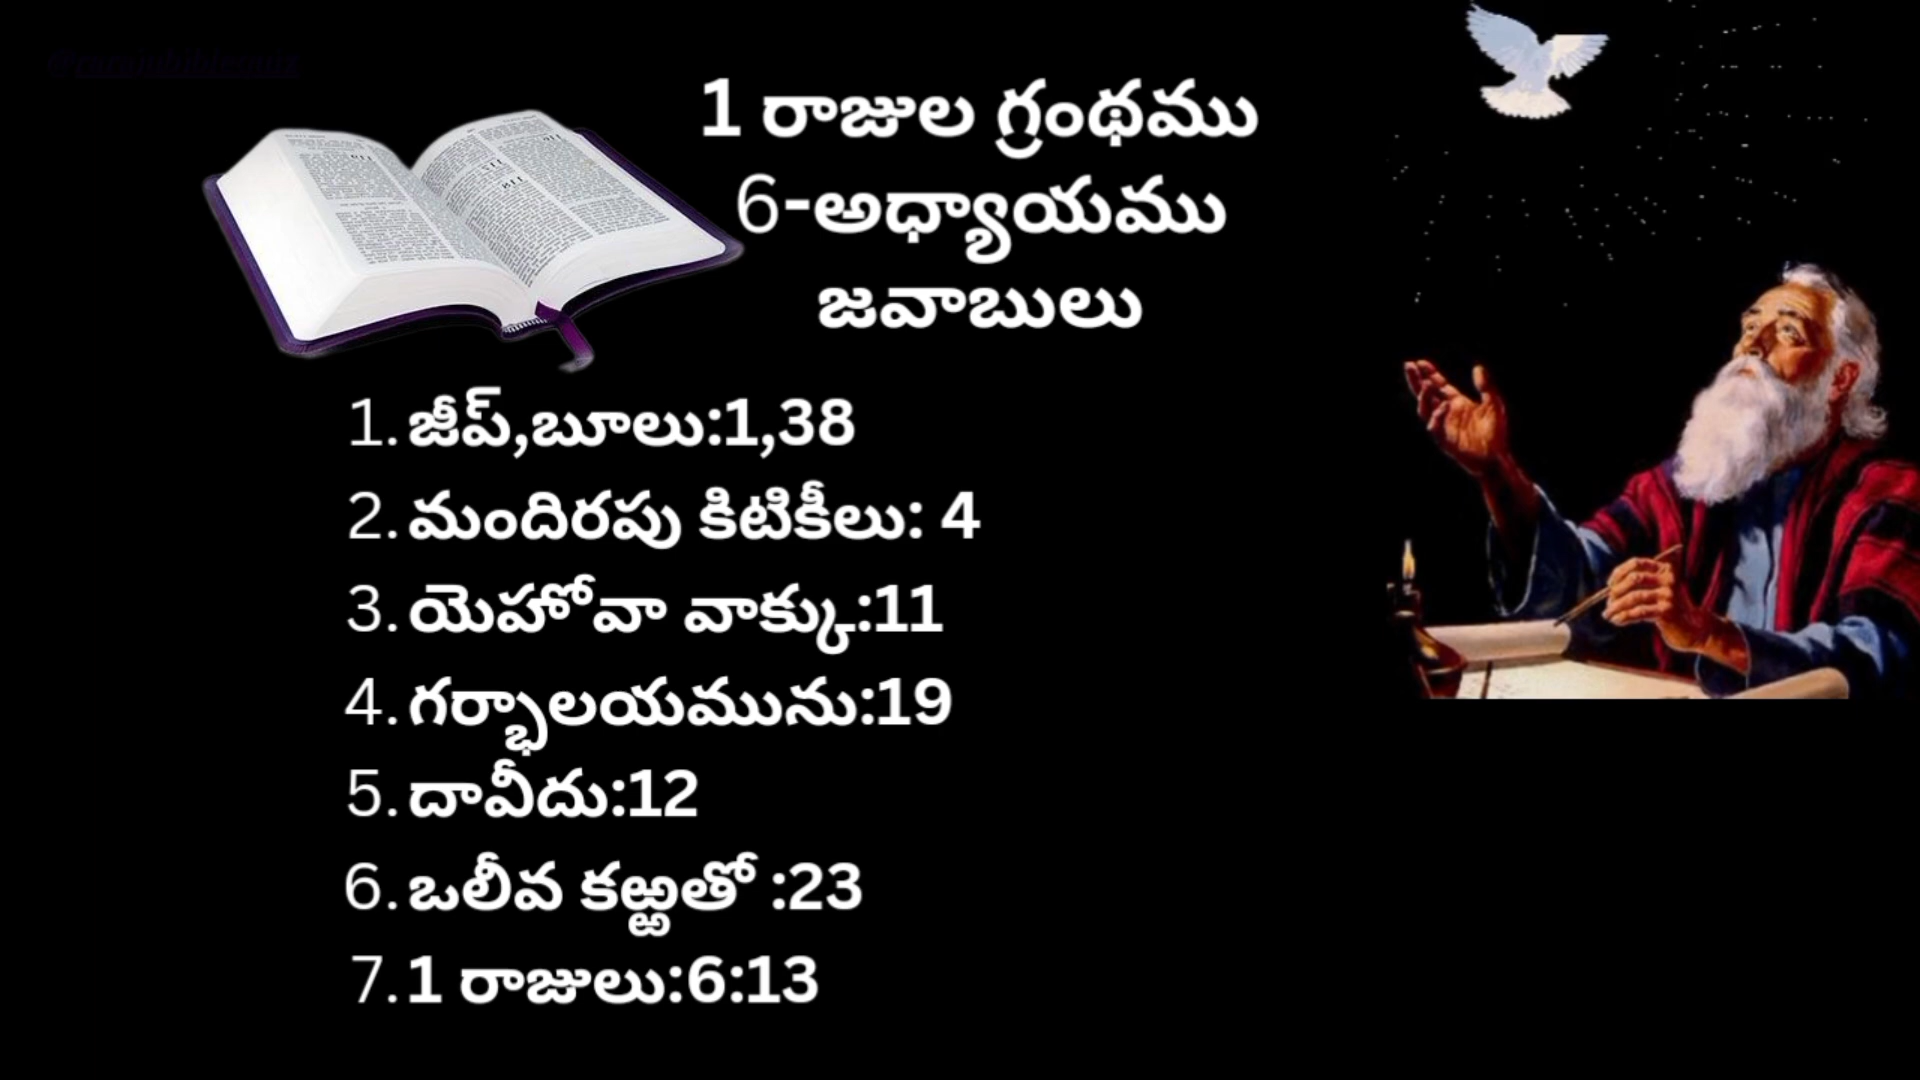 1 రాజుల గ్రంథము
6-అధ్యాయము
జవాబులు
1. జీప్,బూలు:1,38
2. మందిరపు కిటికీలు: 4
3. యెహోవా వాక్కు:11
4. గర్భాలయమును:19
5. దావీదు:12
6. ఒలీవ కఱ్ఱతో :23
7. 1 రాజులు:6:13